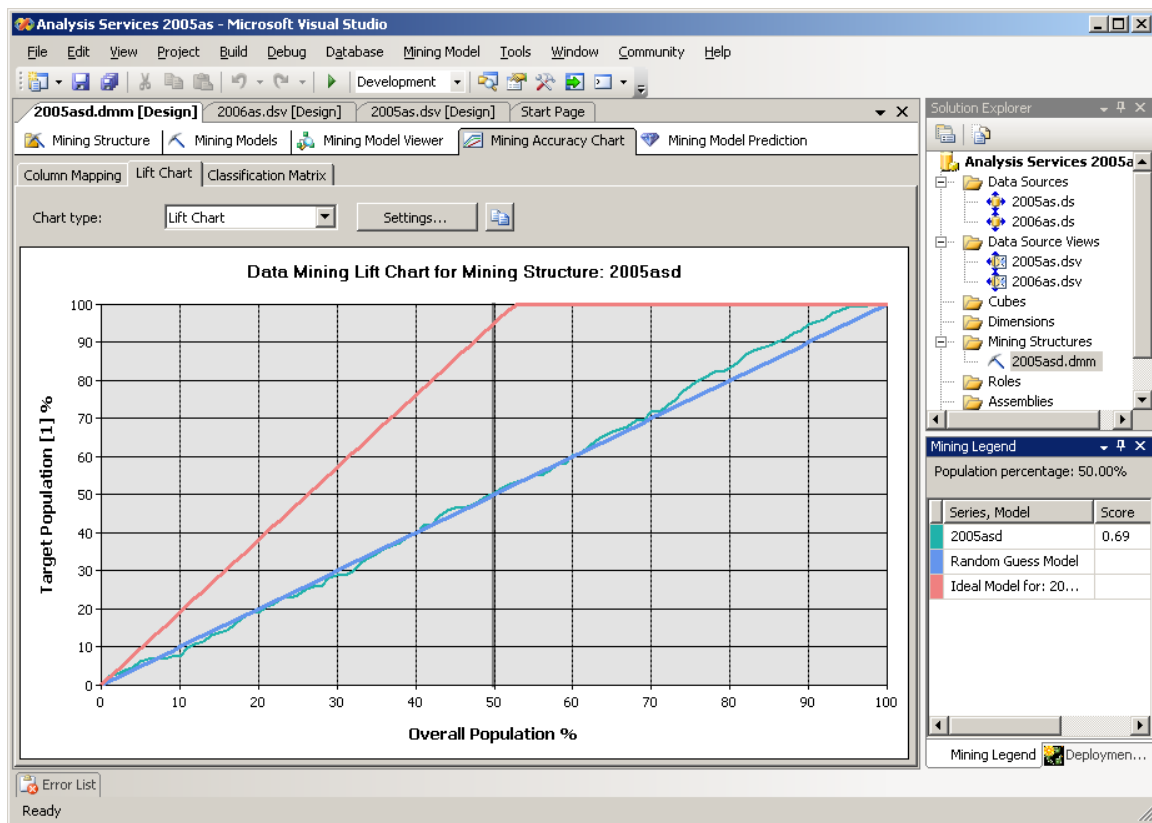 Analysis Services 2005as - Microsoft Visual Studio
File Edit View Project Build Debug Database Mining Model Tools Window Community Help
Development
2005asd.dmm [Design] 2006as.dsv [Design] 2005as.dsv [Design] Start Page
Mining Structure Mining Models Mining Model Viewer Mining Accuracy Chart Mining Model Prediction
Column Mapping Lift Chart Classification Matrix
Chart type: Lift Chart Settings...
Data Mining Lift Chart for Mining Structure: 2005asd
Target Population [1] %
100
90
80
70
60
50
40
30
20
10
0
0 10 20 30 40 50 60 70 80 90 100
Overall Population %
Solution Explorer
Analysis Services 2005a
Data Sources
2005as.ds
2006as.ds
Data Source Views
2005as.dsv
2006as.dsv
Cubes
Dimensions
Mining Structures
2005asd.dmm
Roles
Assemblies
Mining Legend
Population percentage: 50.00%
Series, Model Score
2005asd 0.69
Random Guess Model
Ideal Model for: 20...
Mining Legend Deploymen...
Error List
Ready